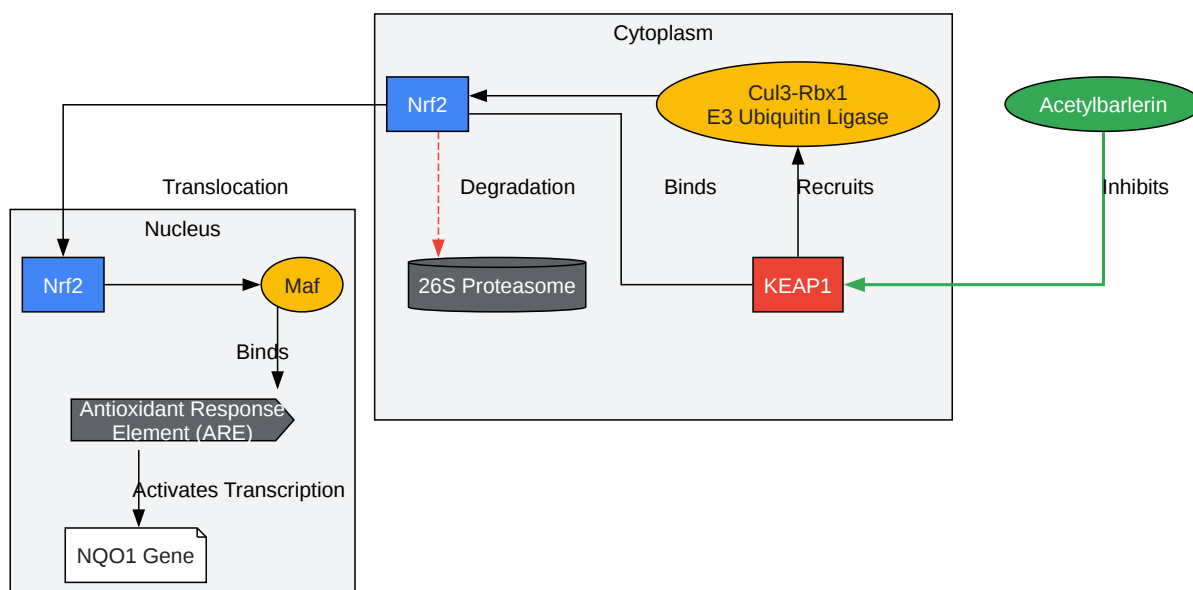 Cytoplasm
Nrf2
Cul3-Rbx1
E3 Ubiquitin Ligase
Acetylbarlerin
Translocation
Degradation
Binds
Recruits
Inhibits
Nucleus
Nrf2
Maf
26S Proteasome
KEAP1
Binds
Antioxidant Response
Element (ARE)
Activates Transcription
NQO1 Gene